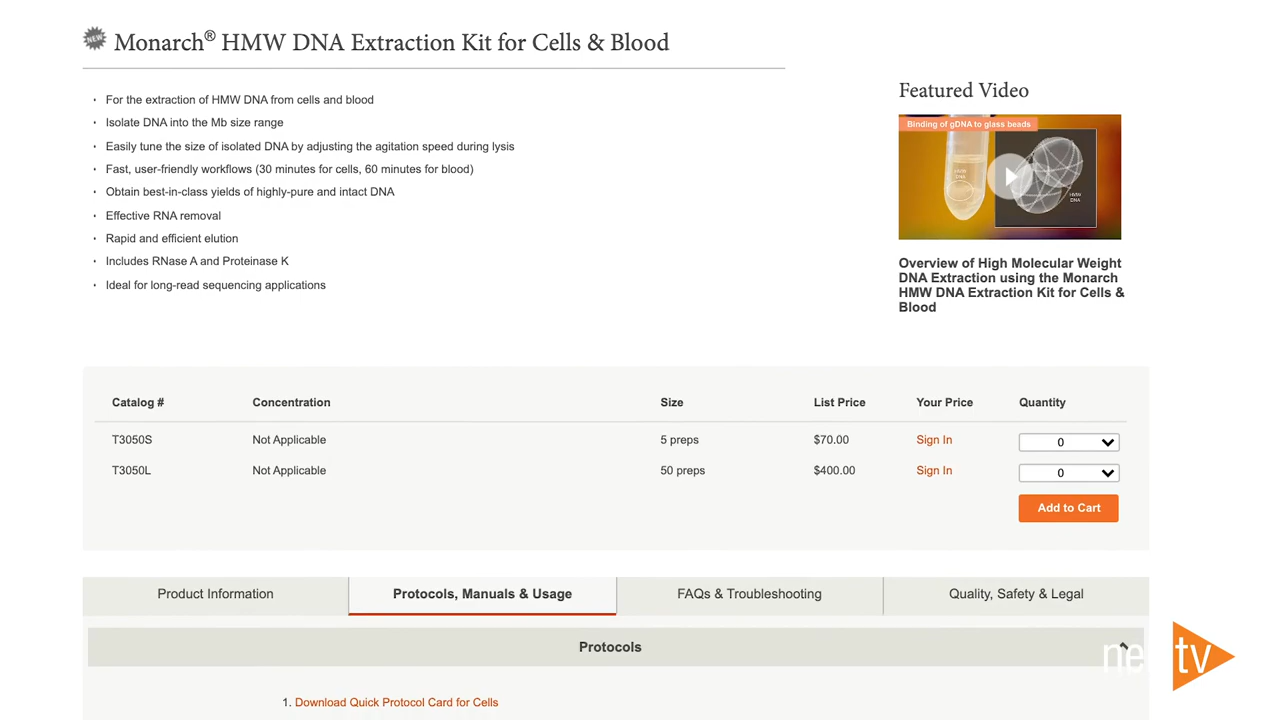 NEW
Monarch® HMW DNA Extraction Kit for Cells & Blood
· For the extraction of HMW DNA from cells and blood
· Isolate DNA into the Mb size range
· Easily tune the size of isolated DNA by adjusting the agitation speed during lysis
· Fast, user-friendly workflows (30 minutes for cells, 60 minutes for blood)
· Obtain best-in-class yields of highly-pure and intact DNA
· Effective RNA removal
· Rapid and efficient elution
· Includes RNase A and Proteinase K
· Ideal for long-read sequencing applications
Featured Video
Binding of gDNA to glass beads
HMW
DNA
Overview of High Molecular Weight
DNA Extraction using the Monarch
HMW DNA Extraction Kit for Cells &
Blood
Catalog # Concentration Size List Price Your Price Quantity
T3050S Not Applicable 5 preps $70.00 Sign In 0
T3050L Not Applicable 50 preps $400.00 Sign In 0
Add to Cart
Product Information Protocols, Manuals & Usage FAQs & Troubleshooting Quality, Safety & Legal
Protocols
ne tv
1. Download Quick Protocol Card for Cells